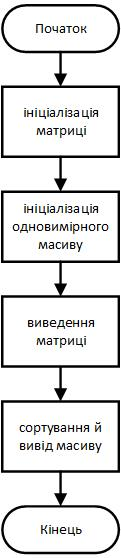 Початок
ініціалізація
матриці
ініціалізація
одновимірного
масиву
виведення
матриці
сортування й
вивід масиву
Кінець